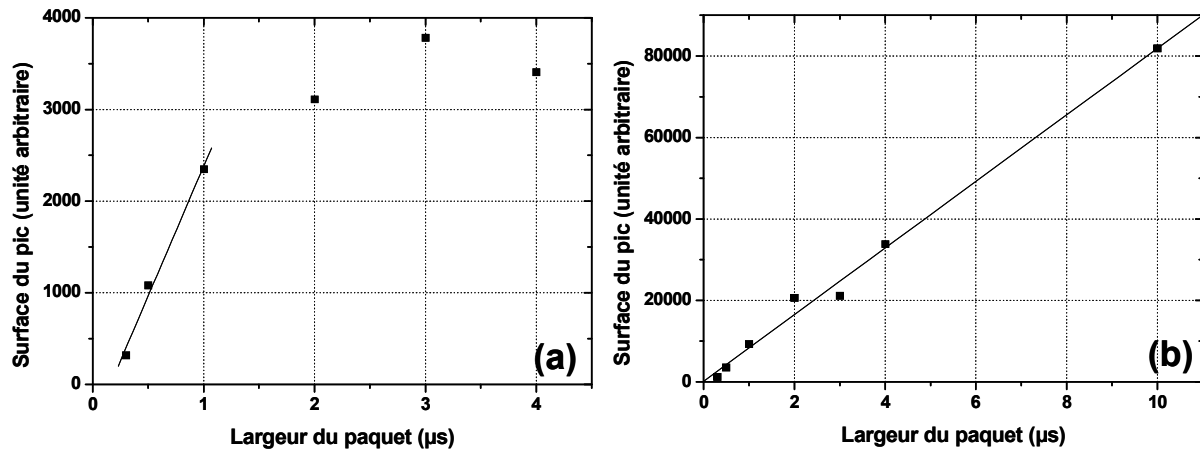 4000
3000
2000
1000
0
Surface du pic (unité arbitraire)
0 1 2 3 4
Largeur du paquet (µs)
(a)
80000
60000
40000
20000
0
Surface du pic (unité arbitraire)
0 2 4 6 8 10
Largeur du paquet (µs)
(b)